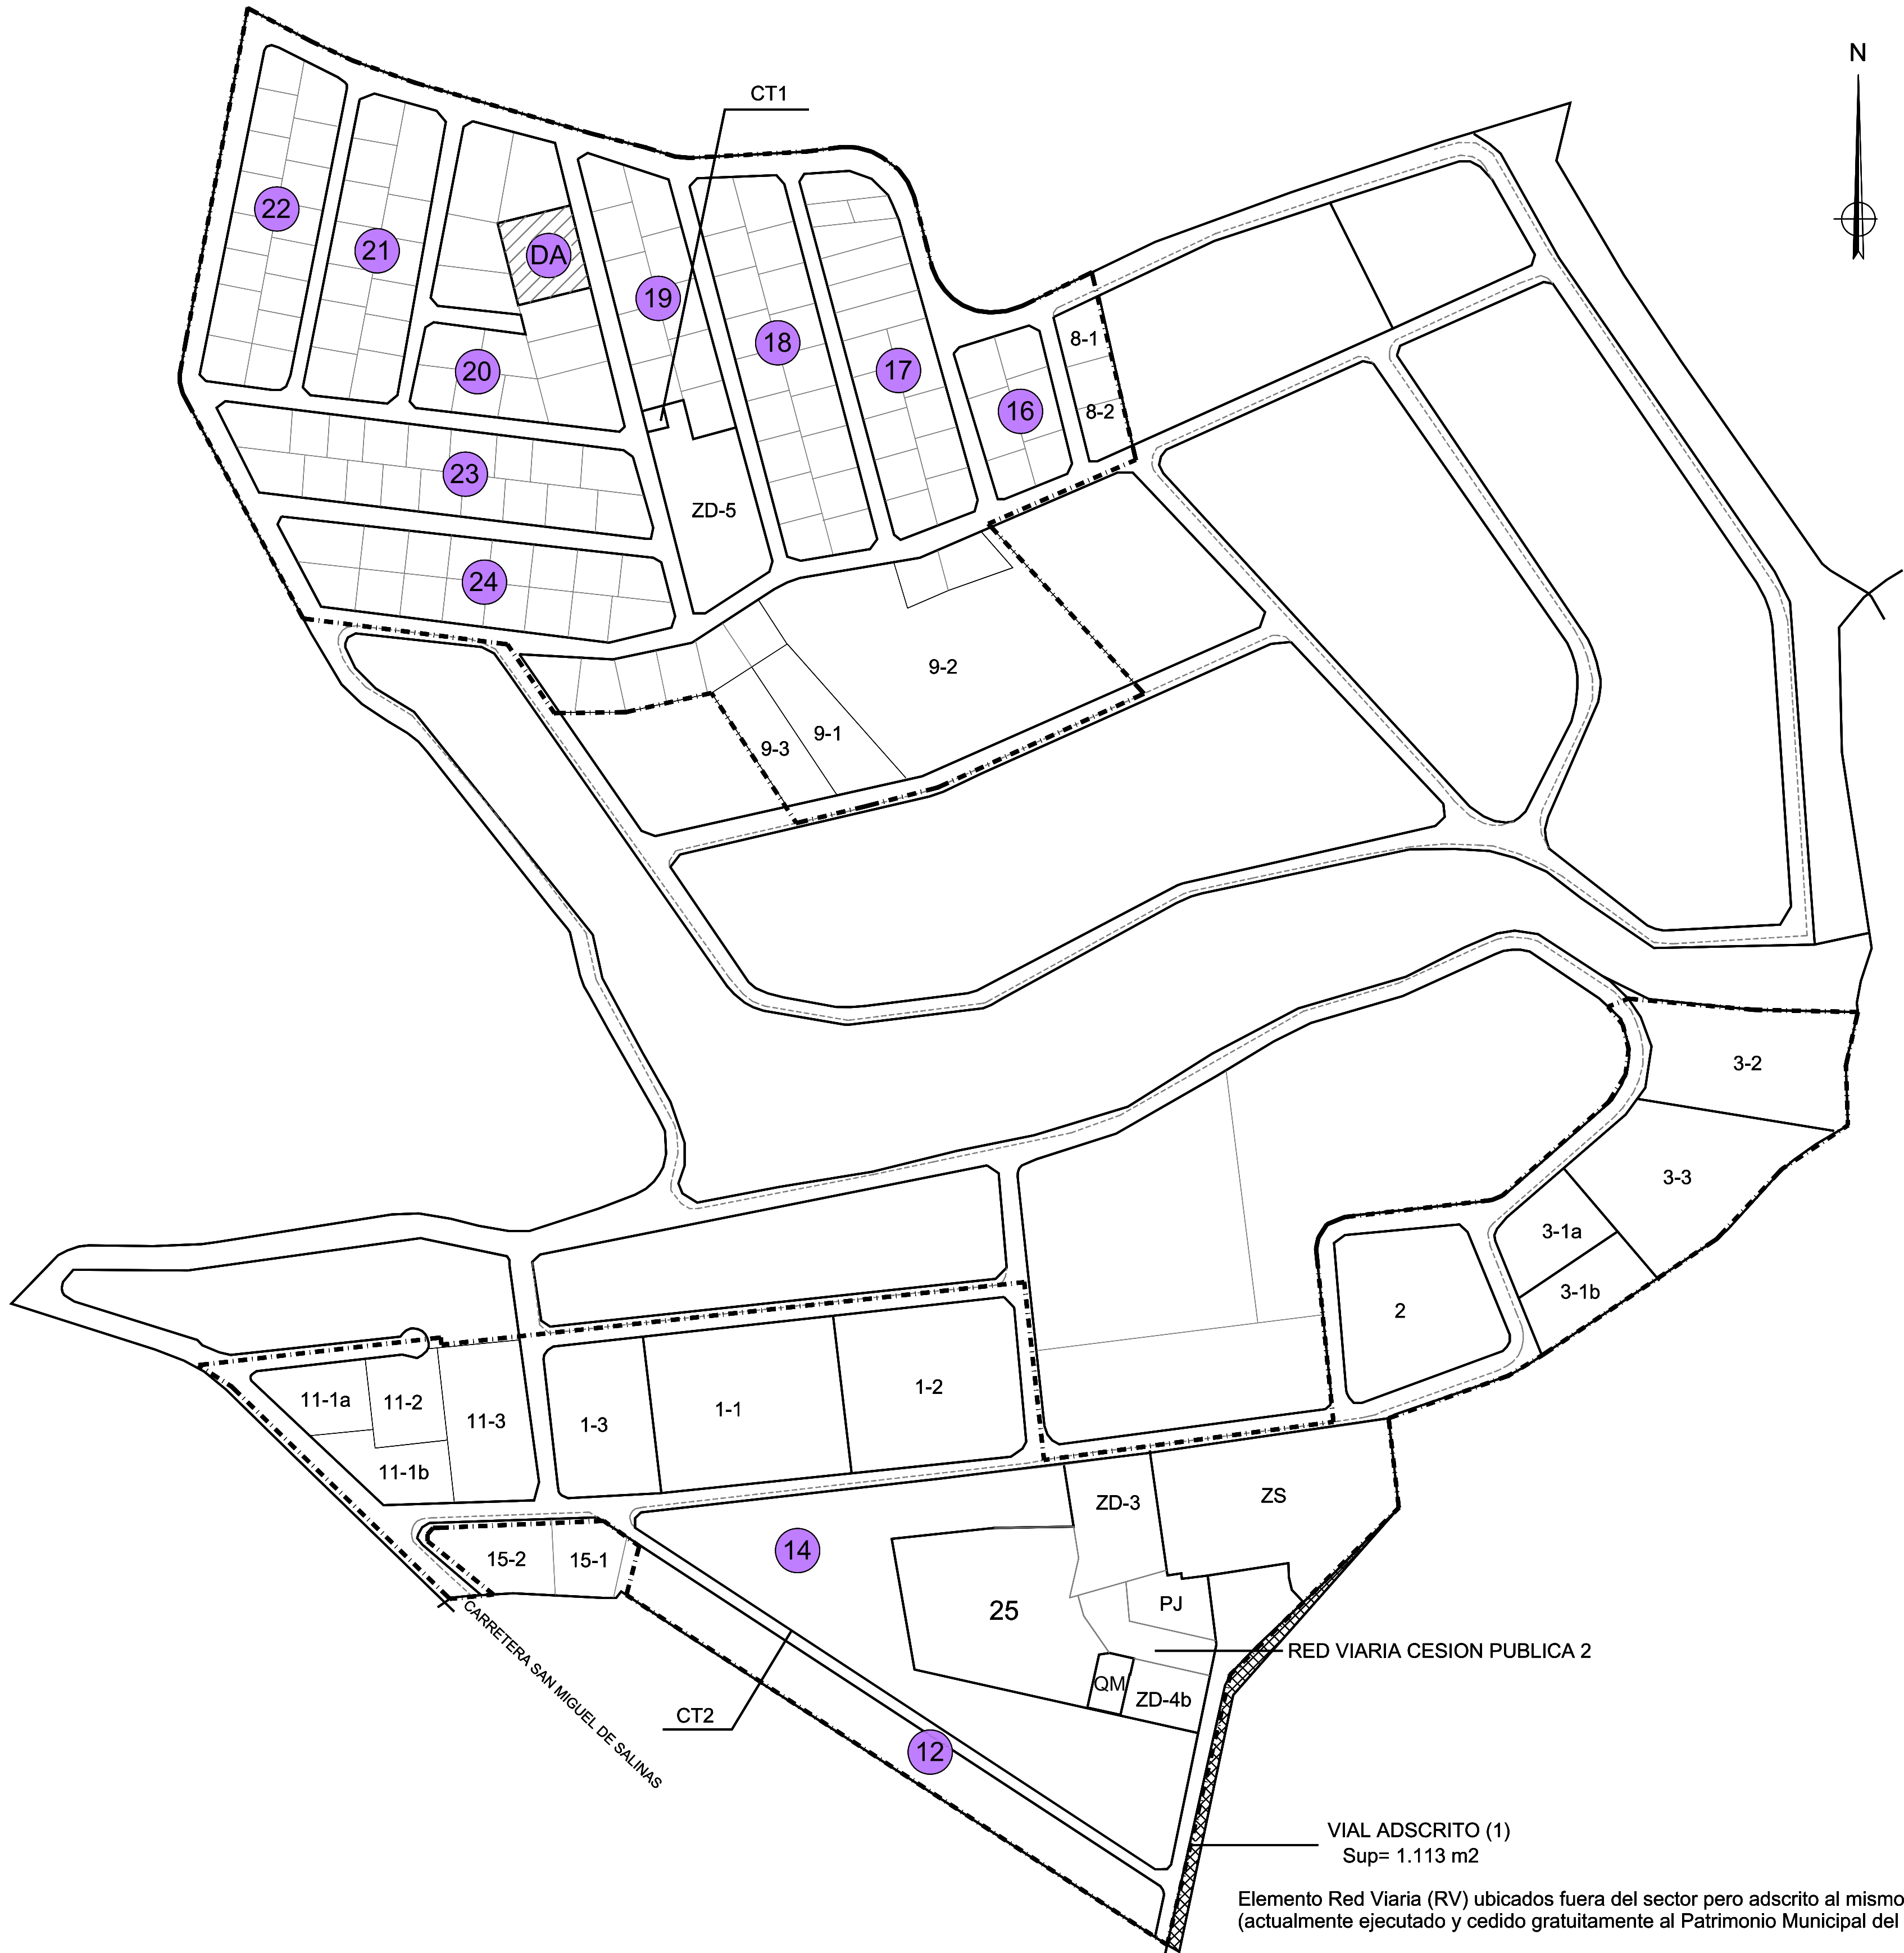 N
CT1
22
21
DA
19
20
18
17
16
8-1
8-2
23
ZD-5
24
9-2
9-1
9-3
3-2
3-3
3-1a
3-1b
2
11-1a
11-2
11-3
11-1b
1-3
1-1
1-2
ZD-3
ZS
14
15-2
15-1
25
PJ
RED VIARIA CESION PUBLICA 2
QM
ZD-4b
CARRETERA SAN MIGUEL DE SALINAS
CT2
12
VIAL ADSCRITO (1)
Sup= 1.113 m2
Elemento Red Viaria (RV) ubicados fuera del sector pero adscrito al mismo
(actualmente ejecutado y cedido gratuitamente al Patrimonio Municipal del